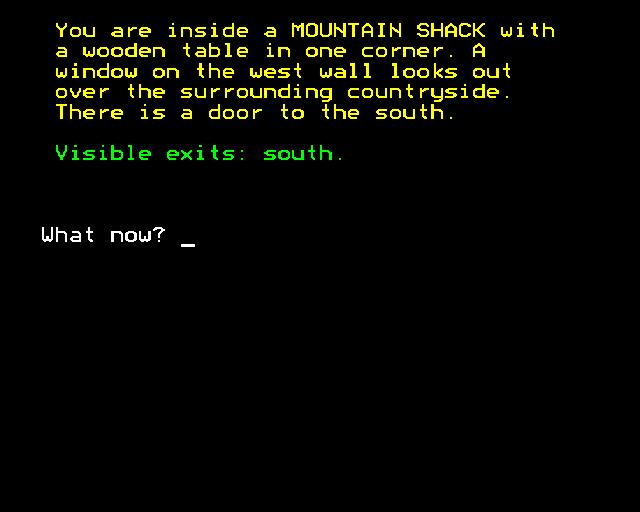 You are inside a MOUNTAIN SHACK with
a wooden table in one corner. A
window on the west wall looks out
over the surrounding countryside.
There is a door to the south.
Visible exits: south.
What now? _